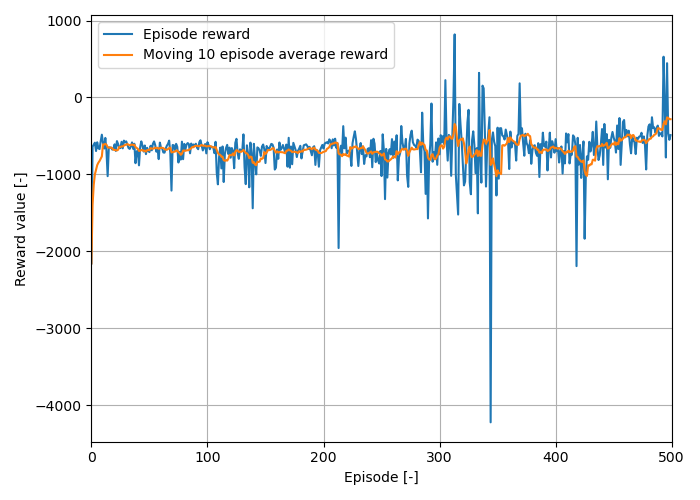 Episode reward
Moving 10 episode average reward
Reward value [-]
1000
0
−1000
−2000
−3000
−4000
0 100 200 300 400 500
Episode [-]